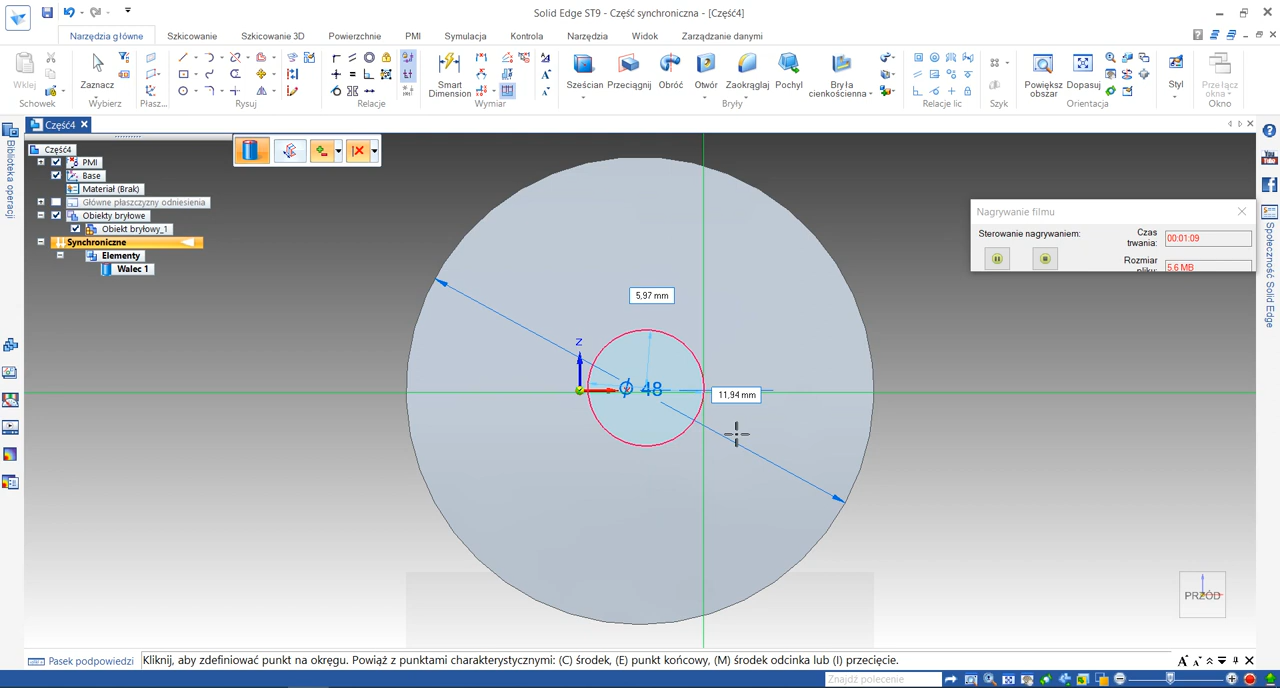 Solid Edge ST9 - Część synchroniczna - [Część4]
Narzędzia główne
Szkicowanie
Szkicowanie 3D
Powierzchnie
PMI
Symulacja
Kontrola
Narzędzia
Widok
Zarządzanie danymi
Wklej
Zaznacz
Smart Dimension
Sześcian
Przeciągnij
Obróć
Otwór
Zaokrąglaj
Pochyl
Bryła cienkościenna
Powiększ obszar
Dopasuj
Styl
Przełącz okna
Schowek
Wybierz
Płasz...
Rysuj
Relacje
Wymiar
Bryły
Relacje lic
Szyk
Orientacja
Styl
Okno
Część4
Biblioteka operacji
Część4
PMI
Base
Materiał (Brak)
Główne płaszczyzny odniesienia
Obiekty bryłowe
Obiekt bryłowy_1
Synchroniczne
Elementy
Walec 1
Nagrywanie filmu
Sterowanie nagrywaniem:
Czas trwania:
00:01:09
Rozmiar pliku:
5,6 MB
You Tube
Społeczność Solid Edge
5,97 mm
Z
Ø 48
11,94 mm
PRZÓD
Pasek podpowiedzi
Kliknij, aby zdefiniować punkt na okręgu. Powiąż z punktami charakterystycznymi: (C) środek, (E) punkt końcowy, (M) środek odcinka lub (I) przecięcie.
Znajdź polecenie